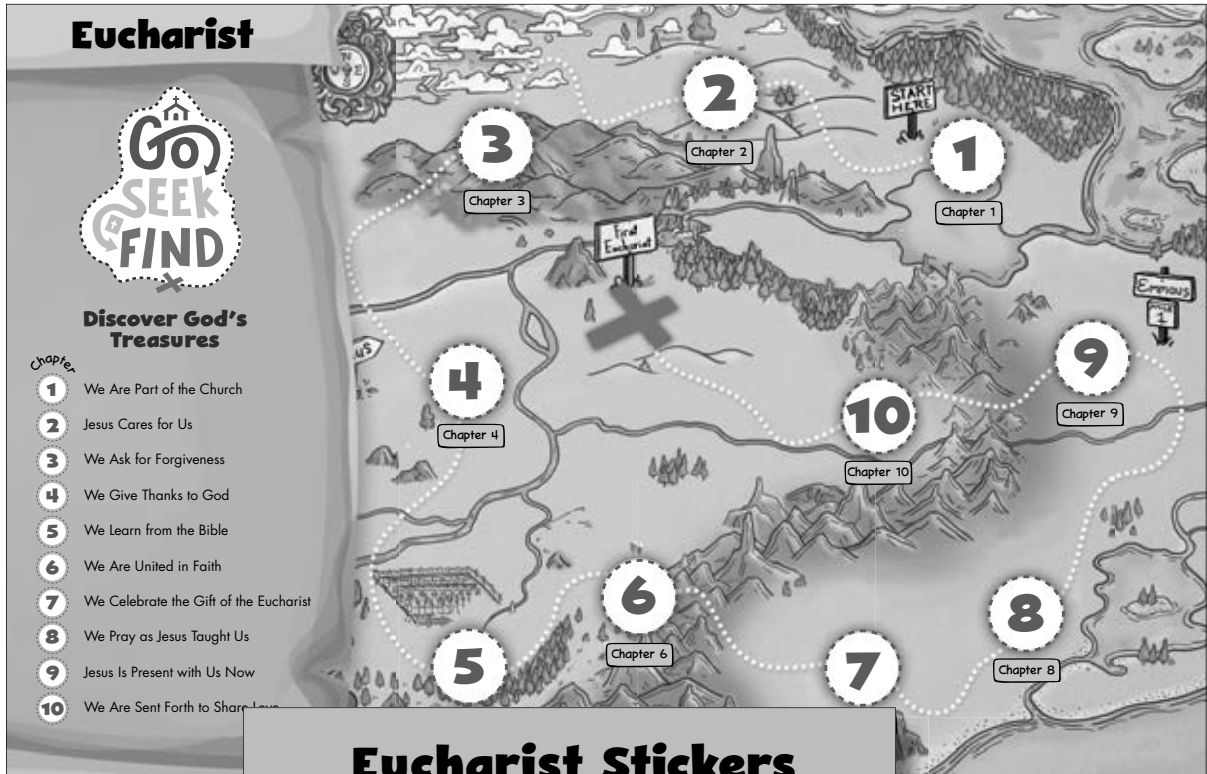 Eucharist
GO
SEEK
FIND
Discover God's
Treasures
Chapter
1 We Are Part of the Church
2 Jesus Cares for Us
3 We Ask for Forgiveness
4 We Give Thanks to God
5 We Learn from the Bible
6 We Are United in Faith
7 We Celebrate the Gift of the Eucharist
8 We Pray as Jesus Taught Us
9 Jesus Is Present with Us Now
10 We Are Sent Forth to Share Love
N
E
START
HERE
1
Chapter 1
2
Chapter 2
3
Chapter 3
First
Eucharist
US
4
Chapter 4
5
6
Chapter 6
7
8
Chapter 8
Emmaus
1
9
Chapter 9
10
Chapter 10
Eucharist Stickers